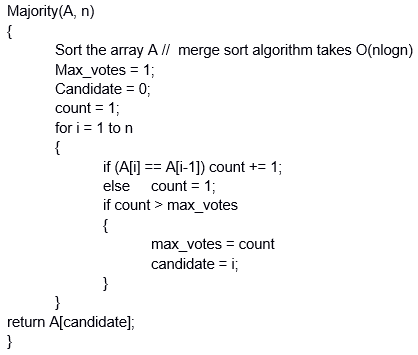 Majority(A, n)
{
Sort the array A // merge sort algorithm takes O(nlogn)
Max_votes = 1;
Candidate = 0;
count = 1;
for i = 1 to n
{
if (A[i] == A[i-1]) count += 1;
else count = 1;
if count > max_votes
{
max_votes = count
candidate = i;
}
}
return A[candidate];
}